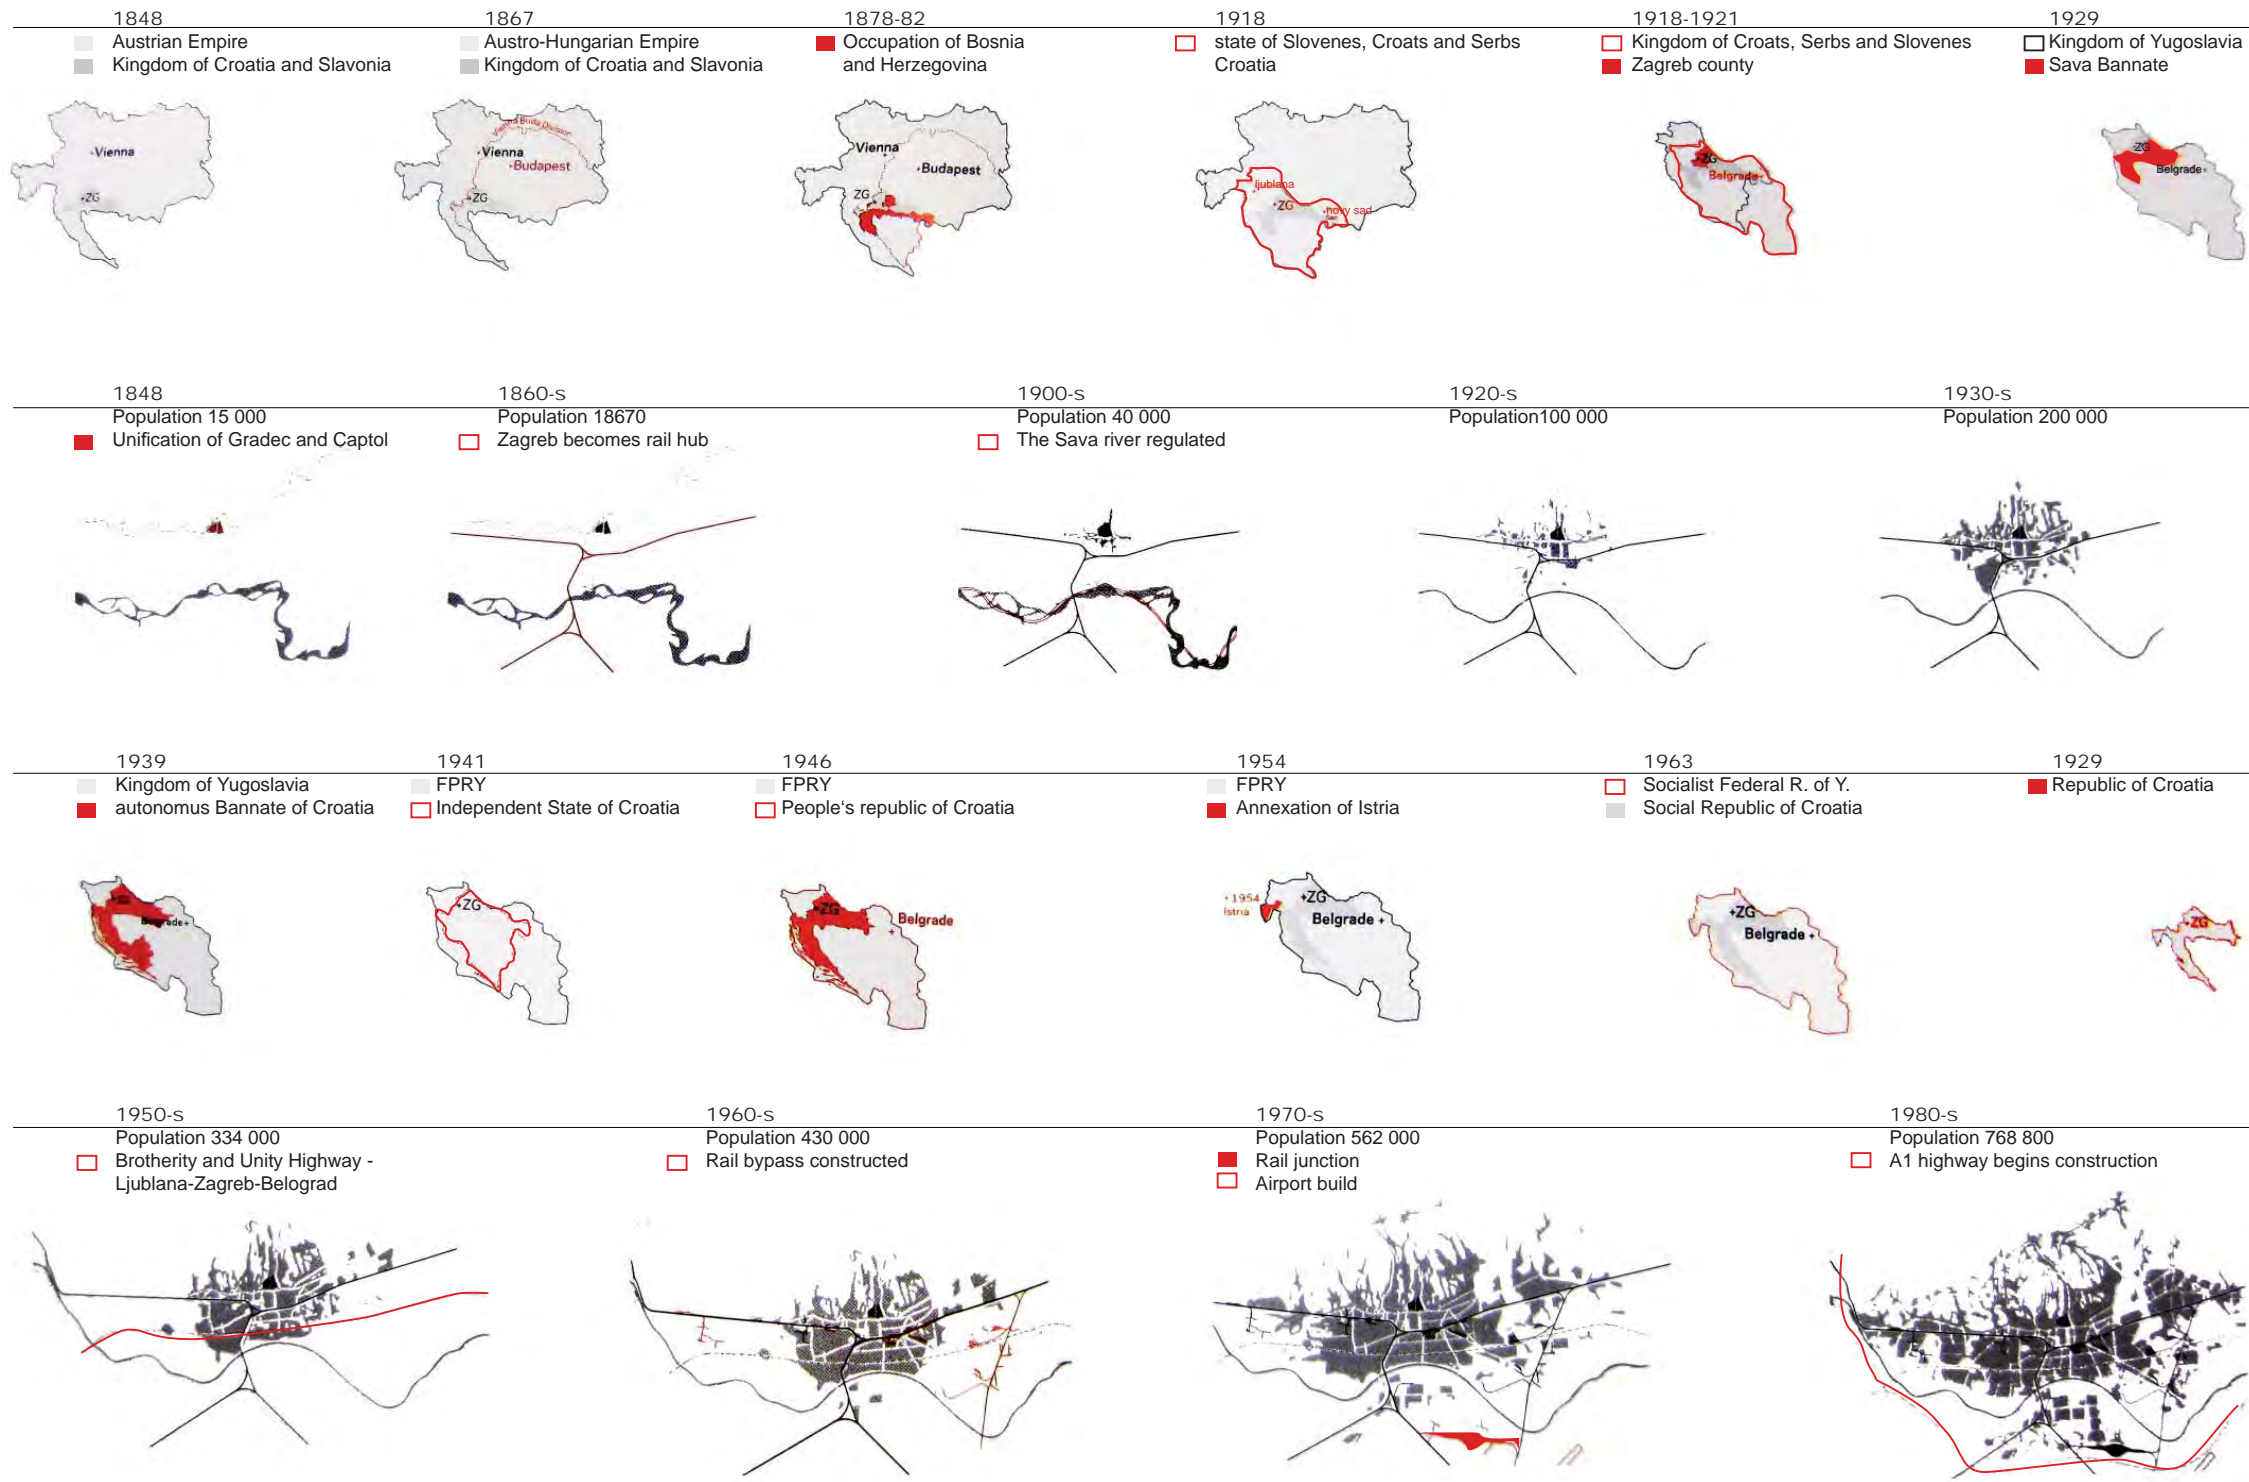 1848
Austrian Empire
Kingdom of Croatia and Slavonia
Vienna
ZG
1867
Austro-Hungarian Empire
Kingdom of Croatia and Slavonia
Vienna Buda Division
Vienna
Budapest
ZG
1878-82
Occupation of Bosnia
and Herzegovina
Vienna
Budapest
ZG
1918
state of Slovenes, Croats and Serbs
Croatia
ljublana
ZG
novy sad
1918-1921
Kingdom of Croats, Serbs and Slovenes
Zagreb county
ZG
Belgrade
1929
Kingdom of Yugoslavia
Sava Bannate
ZG
Belgrade
1848
Population 15 000
Unification of Gradec and Captol
1860-s
Population 18670
Zagreb becomes rail hub
1900-s
Population 40 000
The Sava river regulated
1920-s
Population100 000
1930-s
Population 200 000
1939
Kingdom of Yugoslavia
autonomus Bannate of Croatia
Belgrade
1941
FPRY
Independent State of Croatia
ZG
1946
FPRY
People's republic of Croatia
ZG
Belgrade
1954
FPRY
Annexation of Istria
1954
Istria
ZG
Belgrade
1963
Socialist Federal R. of Y.
Social Republic of Croatia
ZG
Belgrade
1929
Republic of Croatia
ZG
1950-s
Population 334 000
Brotherity and Unity Highway -
Ljublana-Zagreb-Belograd
1960-s
Population 430 000
Rail bypass constructed
1970-s
Population 562 000
Rail junction
Airport build
1980-s
Population 768 800
A1 highway begins construction